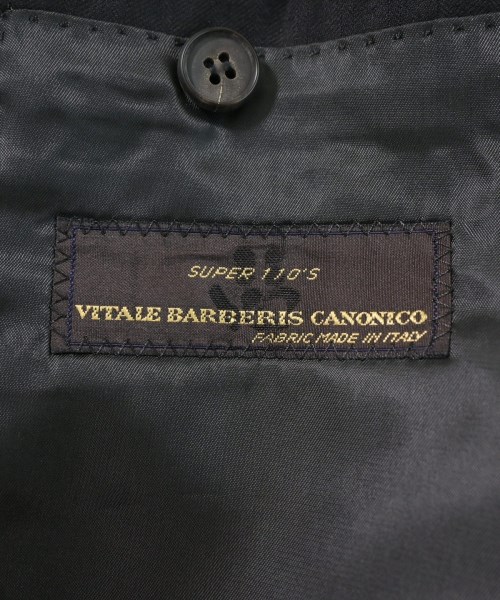 SUPER 110'S
VITALE BARBERIS CANONICO
FABRIC MADE IN ITALY